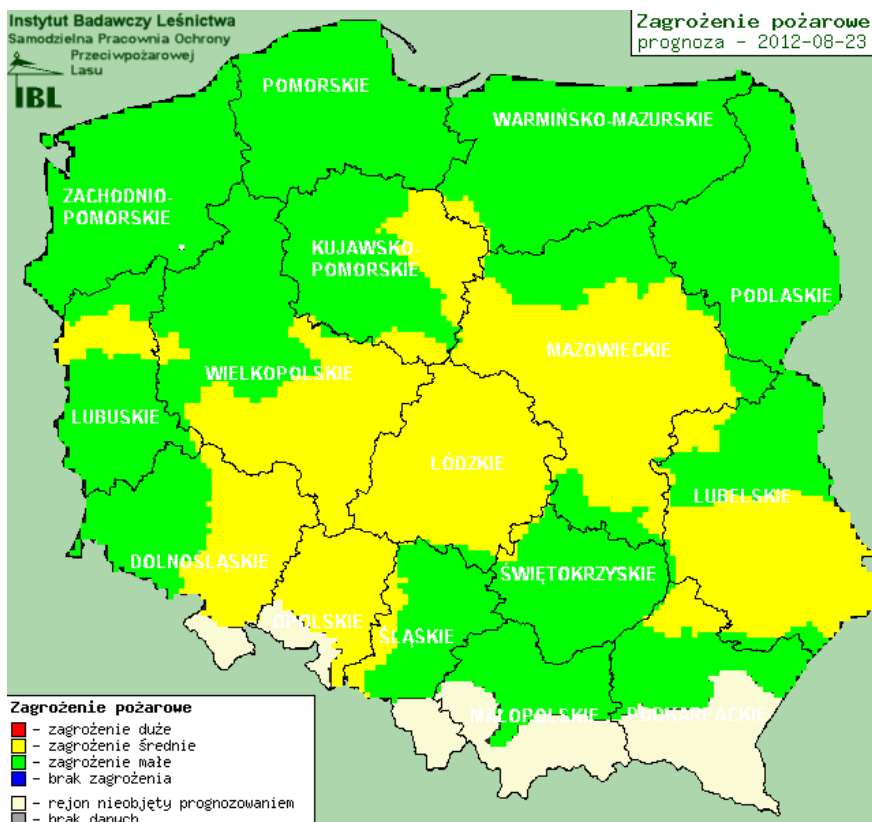 Instytut Badawczy Leśnictwa
Samodzielna Pracownia Ochrony
Przeciwpożarowej
Lasu
IBL
Zagrożenie pożarowe
prognoza - 2012-08-23
POMORSKIE
WARMIŃSKO-MAZURSKIE
ZACHODNIO-
POMORSKIE
KUJAWSKO-
POMORSKIE
PODLASKIE
MAZOWIECKIE
WIELKOPOLSKIE
LUBUSKIE
ŁÓDZKIE
LUBELSKIE
DOLNOŚLĄSKIE
ŚWIĘTOKRZYSKIE
OPOLSKIE
ŚLĄSKIE
MAŁOPOLSKIE
PODKARPACKIE
Zagrożenie pożarowe
- zagrożenie duże
- zagrożenie średnie
- zagrożenie małe
- brak zagrożenia
- rejon nieobjęty prognozowaniem
- brak danych